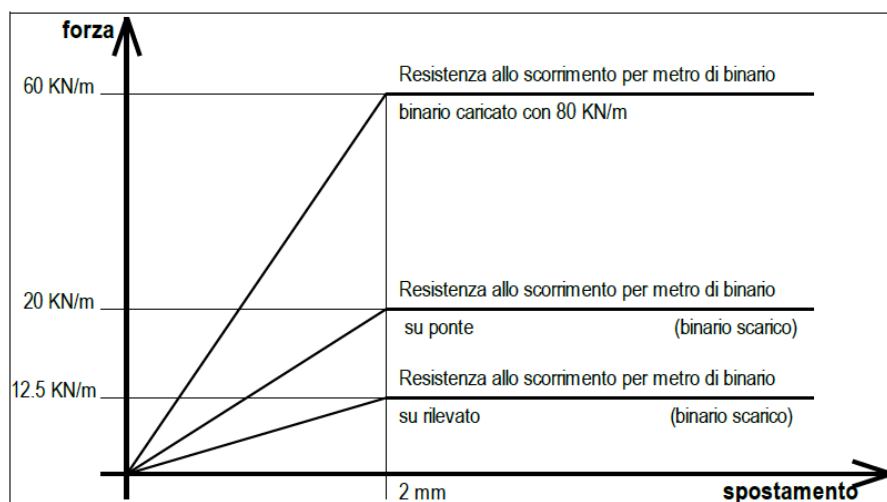 forza
60 KN/m
Resistenza allo scorrimento per metro di binario
binario caricato con 80 KN/m
20 KN/m
Resistenza allo scorrimento per metro di binario
su ponte (binario scarico)
12.5 KN/m
Resistenza allo scorrimento per metro di binario
su rilevato (binario scarico)
2 mm
spostamento